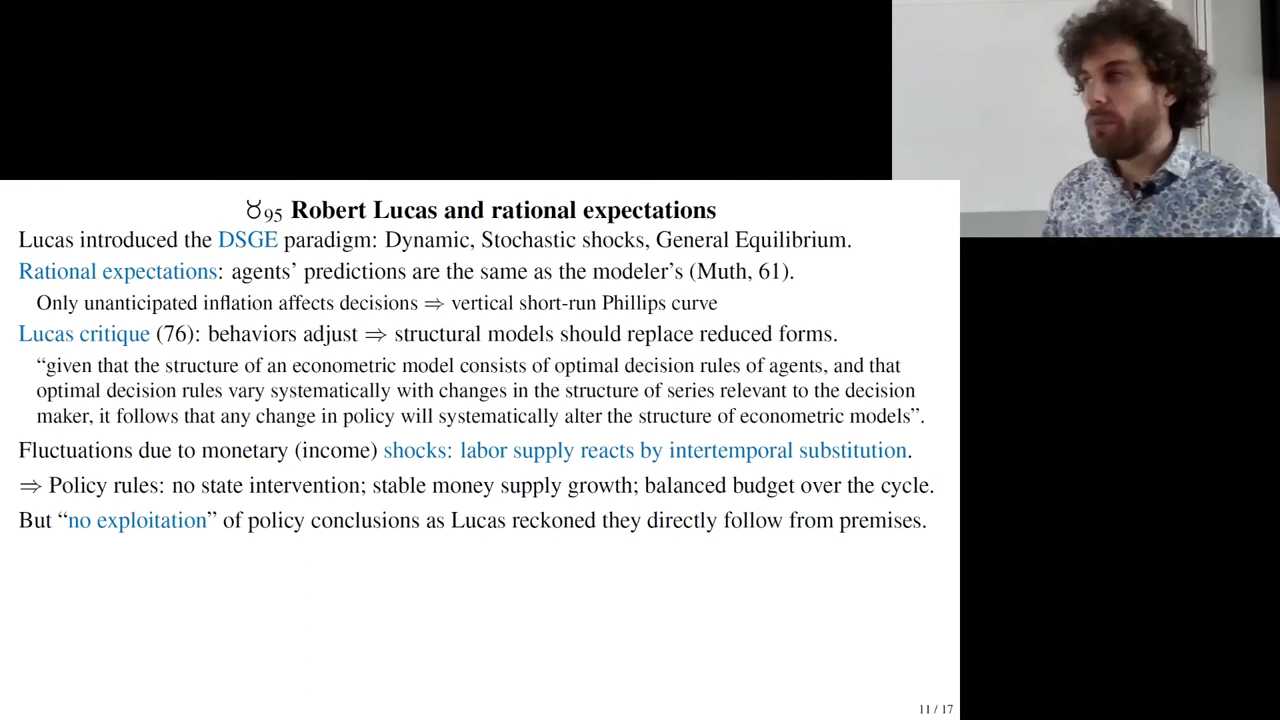 ♉95 Robert Lucas and rational expectations
Lucas introduced the DSGE paradigm: Dynamic, Stochastic shocks, General Equilibrium.
Rational expectations: agents’ predictions are the same as the modeler’s (Muth, 61).
Only unanticipated inflation affects decisions ⇒ vertical short-run Phillips curve
Lucas critique (76): behaviors adjust ⇒ structural models should replace reduced forms.
“given that the structure of an econometric model consists of optimal decision rules of agents, and that
optimal decision rules vary systematically with changes in the structure of series relevant to the decision
maker, it follows that any change in policy will systematically alter the structure of econometric models”.
Fluctuations due to monetary (income) shocks: labor supply reacts by intertemporal substitution.
⇒ Policy rules: no state intervention; stable money supply growth; balanced budget over the cycle.
But “no exploitation” of policy conclusions as Lucas reckoned they directly follow from premises.
11 / 17